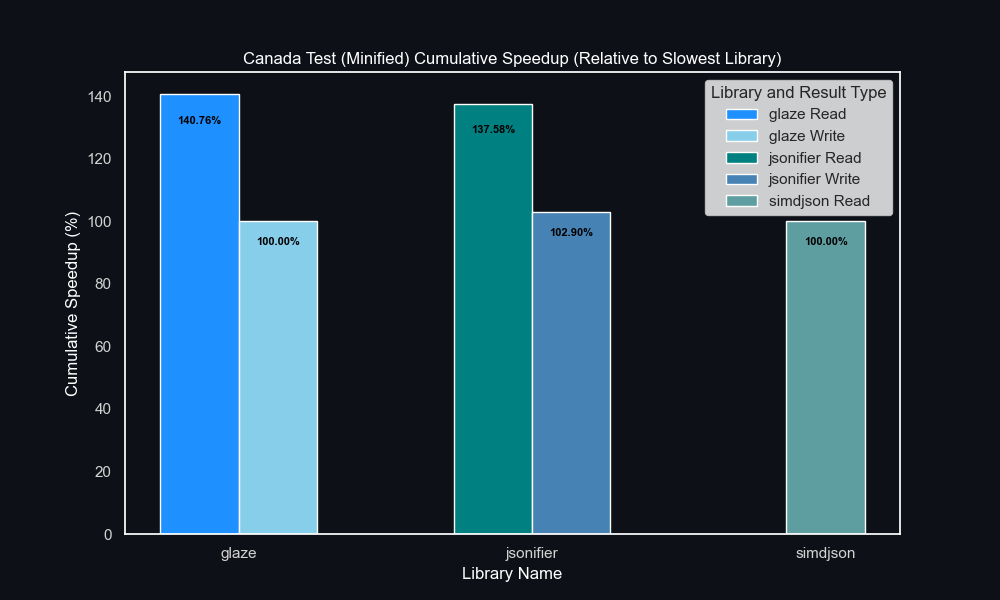 Canada Test (Minified) Cumulative Speedup (Relative to Slowest Library)
Library and Result Type
glaze Read
glaze Write
jsonifier Read
jsonifier Write
simdjson Read
Cumulative Speedup (%)
140
120
100
80
60
40
20
0
140.76%
100.00%
137.58%
102.90%
100.00%
glaze
jsonifier
simdjson
Library Name